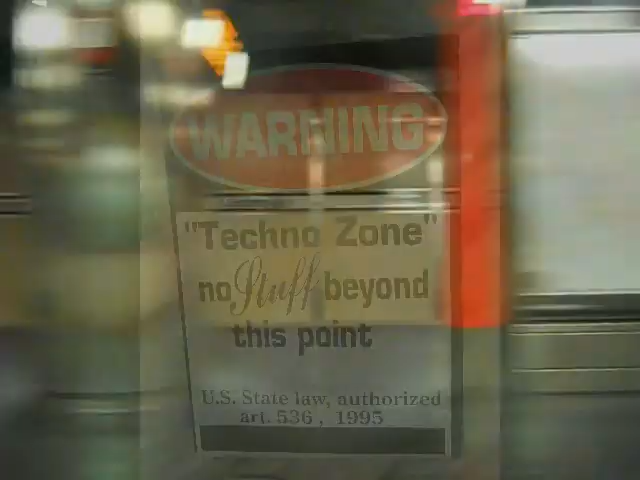 WARNING
"Techno Zone"
no Stuff beyond
this point
U.S. State law, authorized
art. 536, 1995